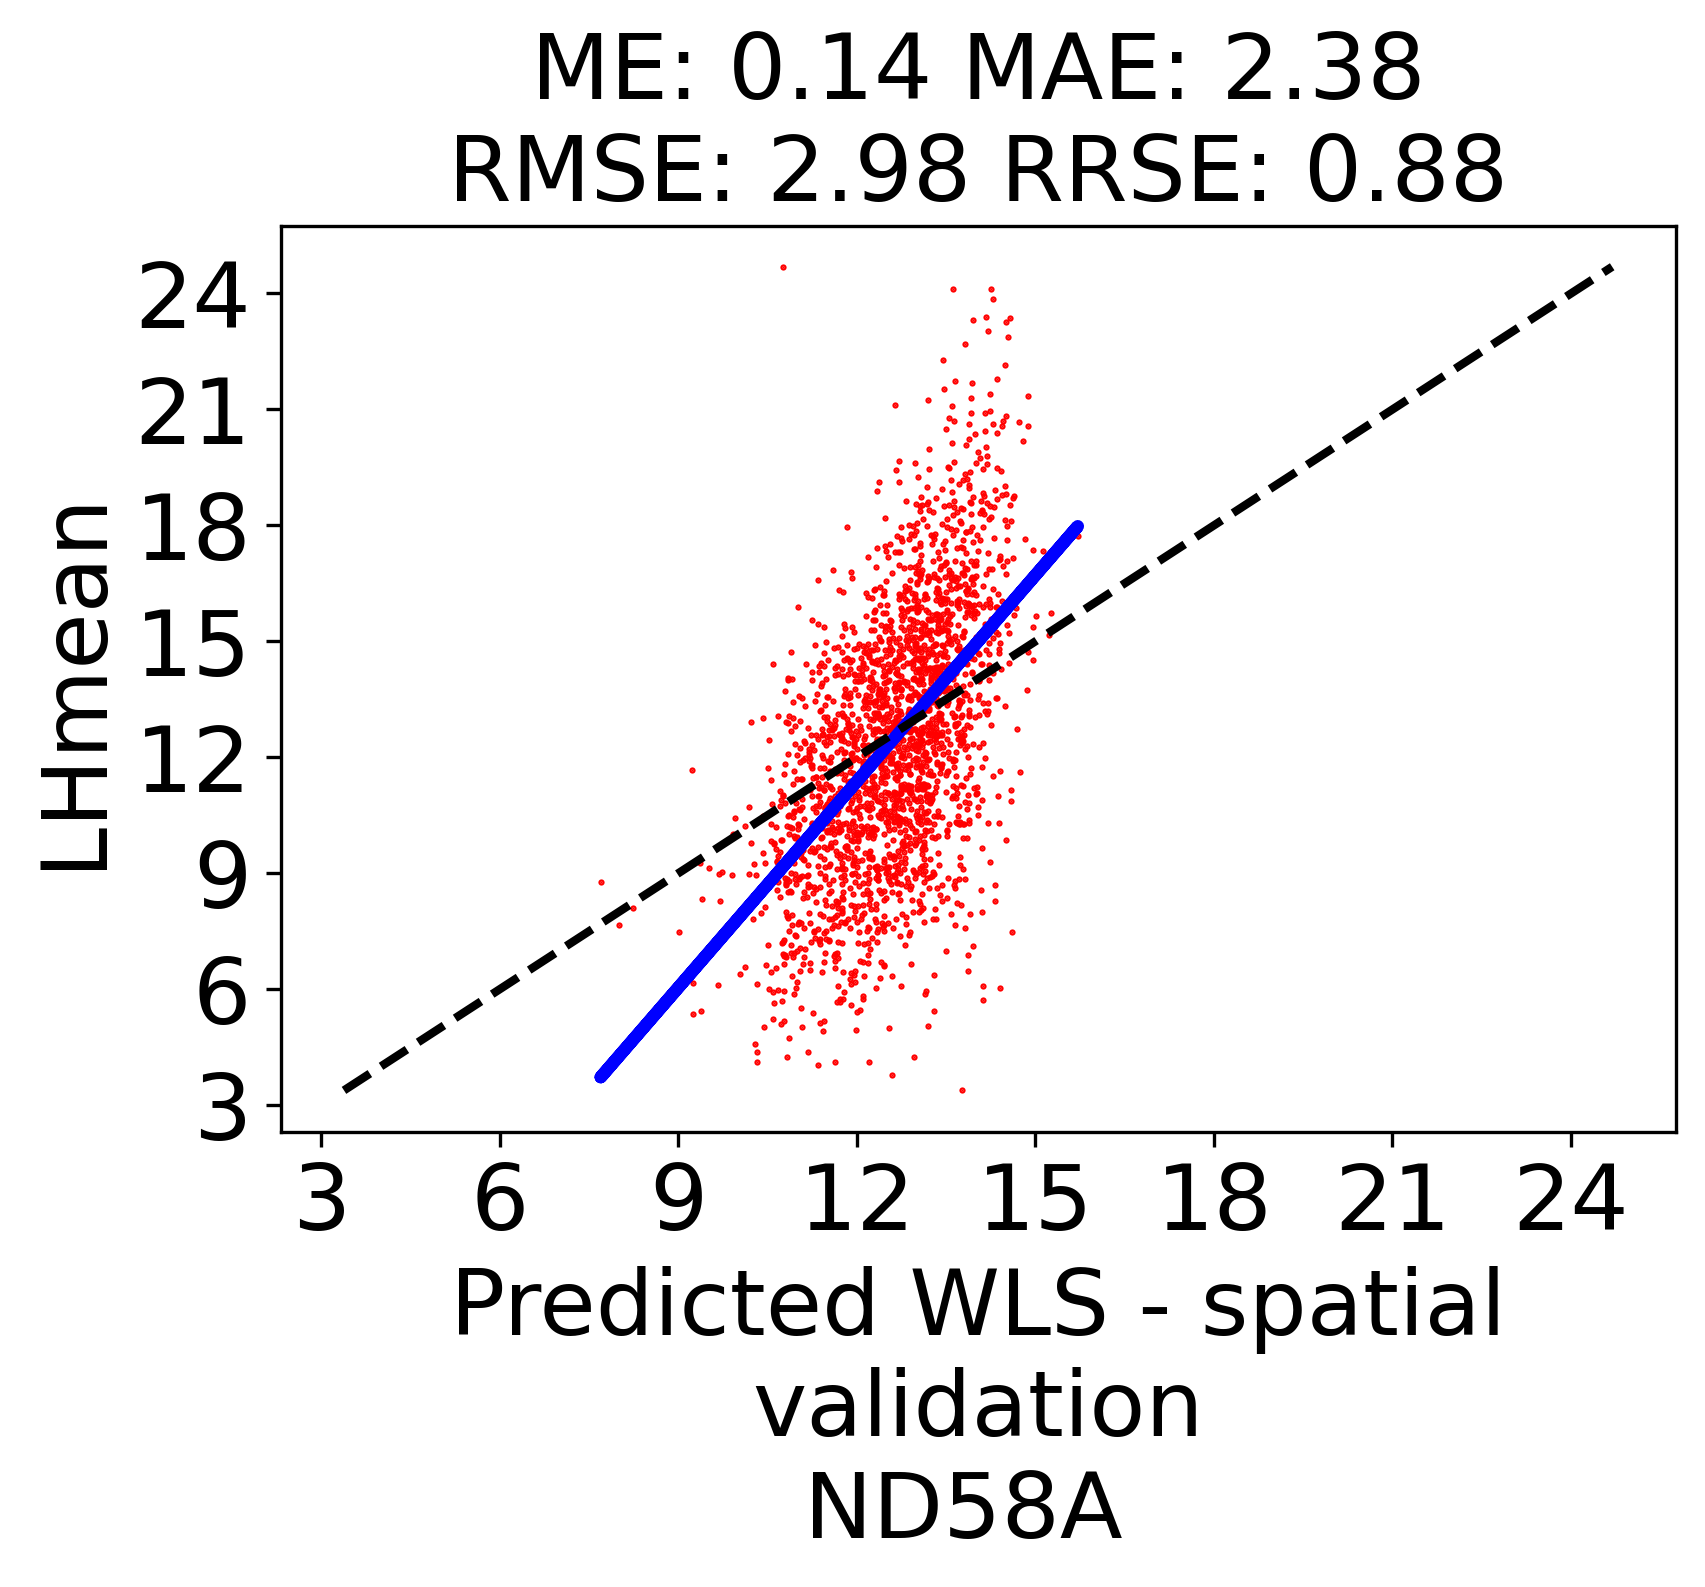 ME: 0.14 MAE: 2.38
RMSE: 2.98 RRSE: 0.88
24
21
18
15
12
9
6
3
LHmean
3 6 9 12 15 18 21 24
Predicted WLS - spatial
validation
ND58A